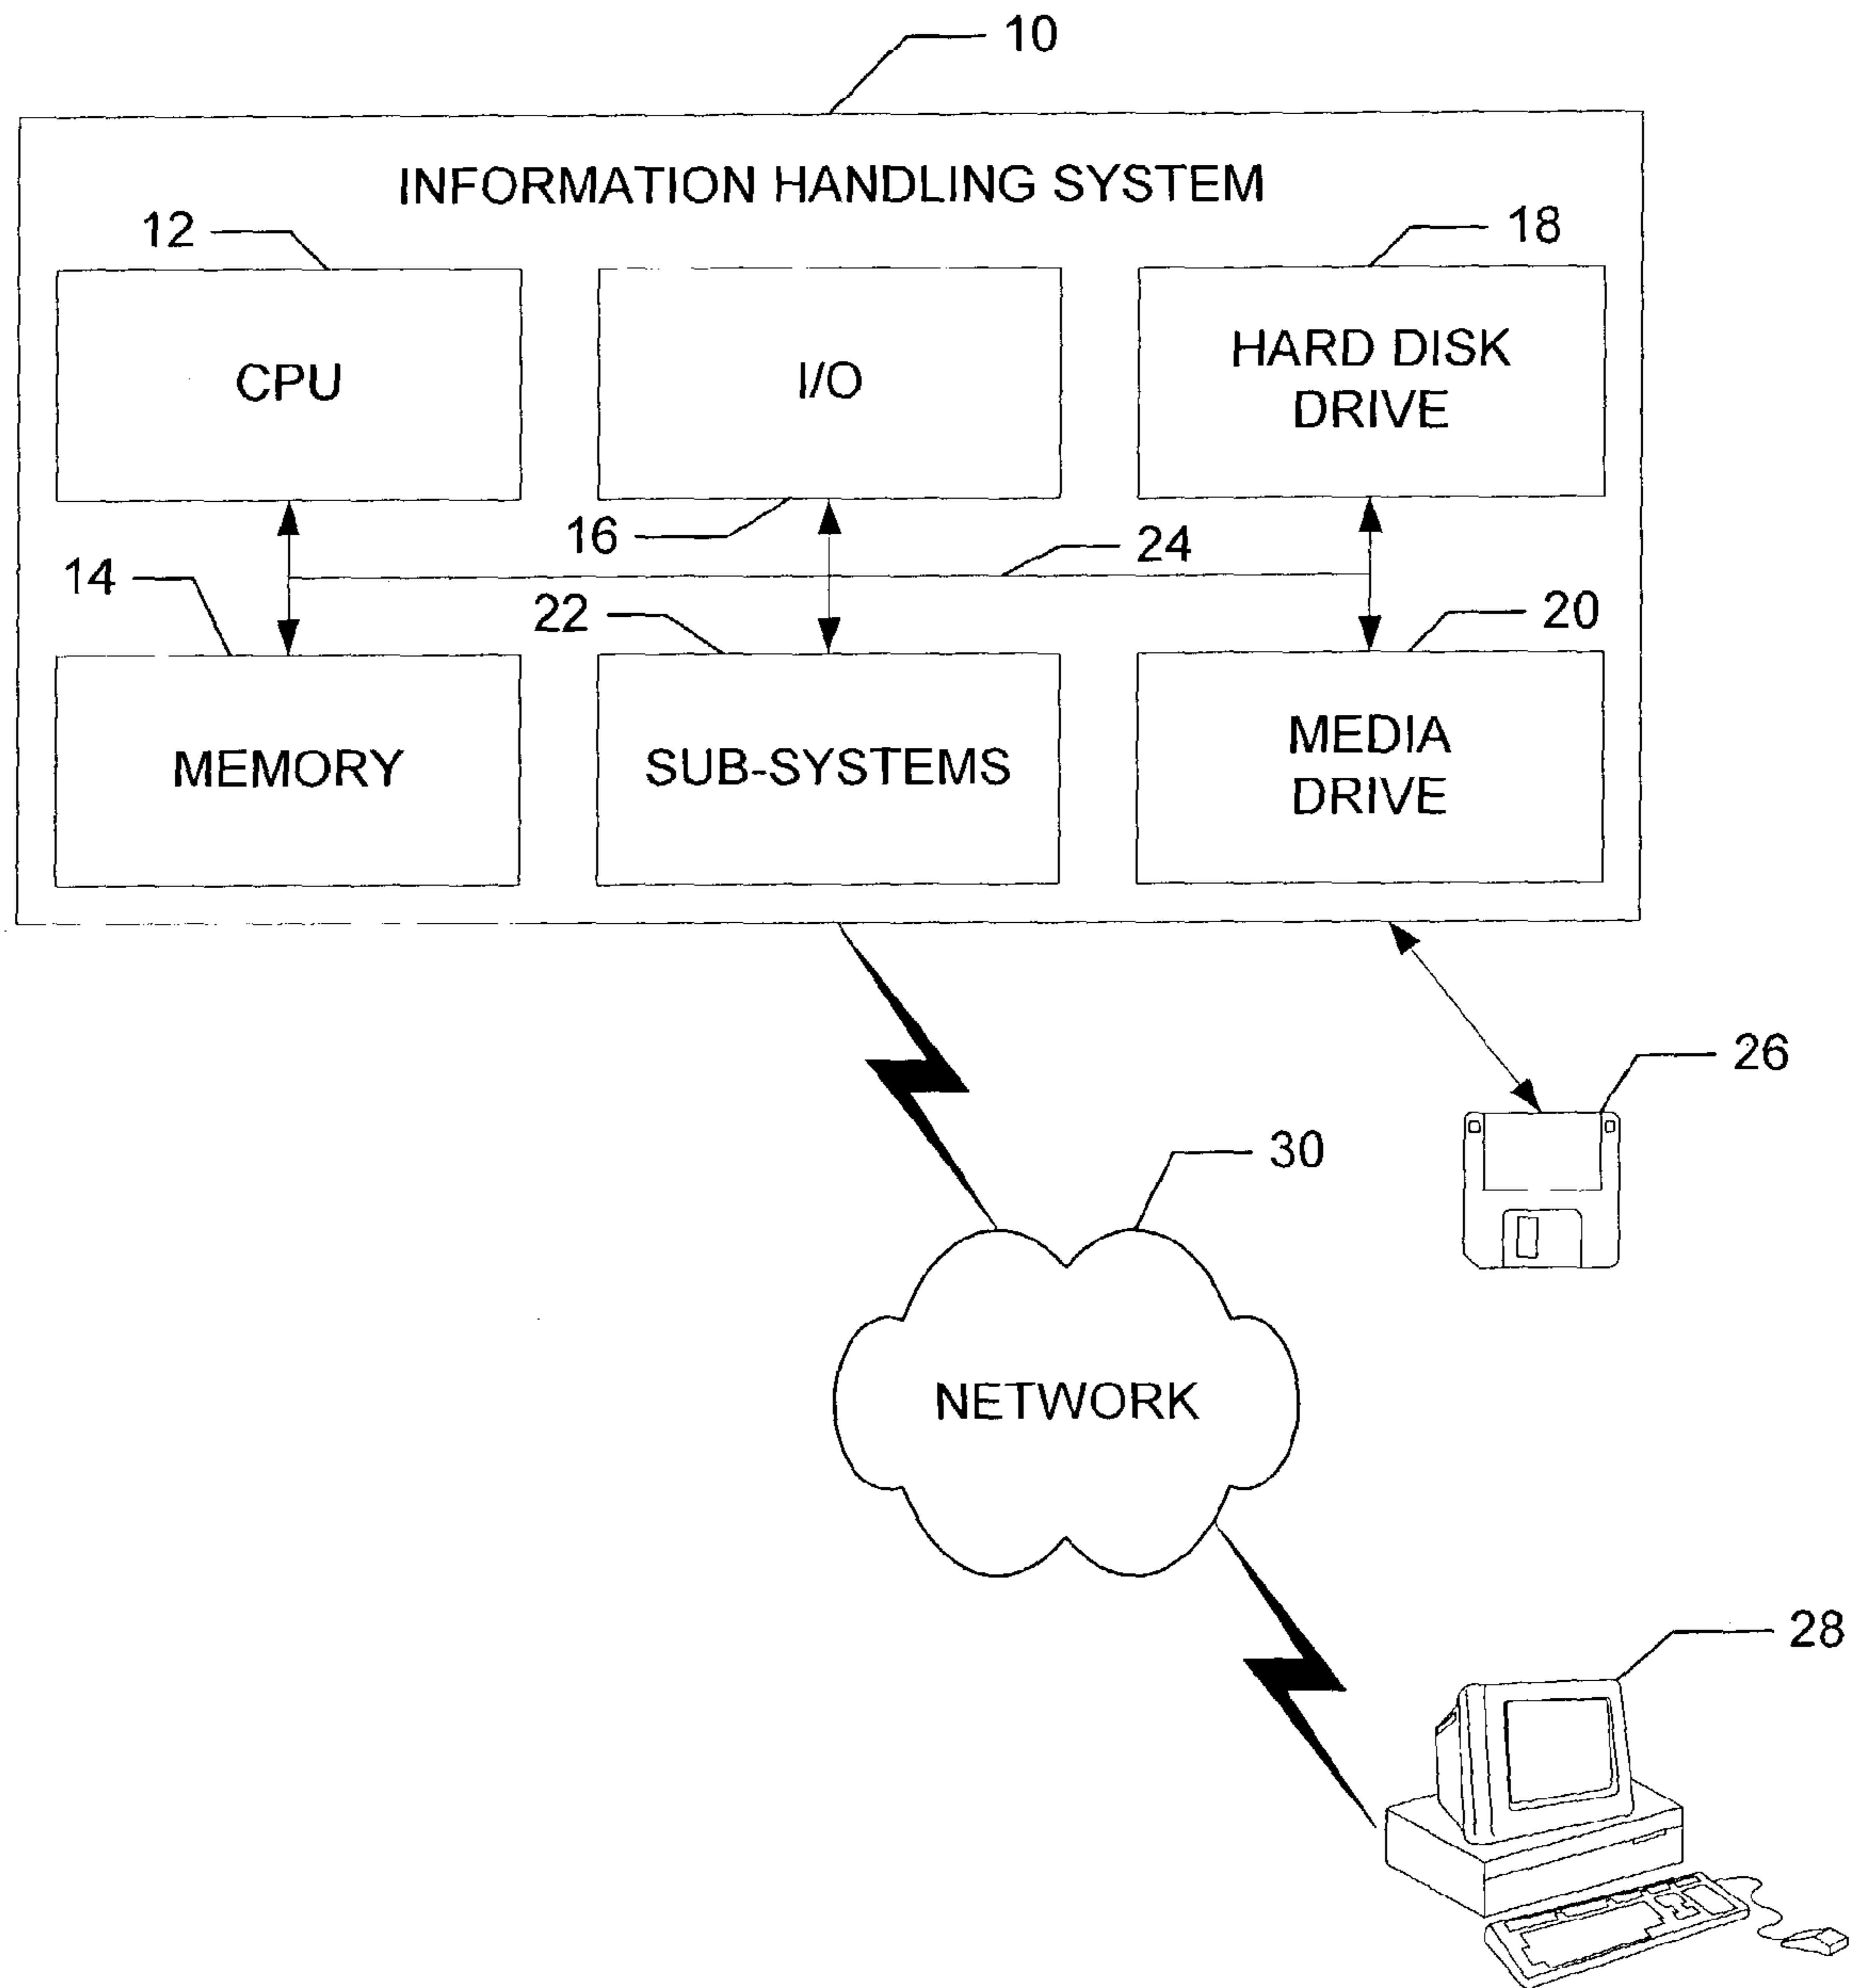 10
INFORMATION HANDLING SYSTEM
12
18
CPU
I/O
HARD DISK
DRIVE
16
24
14
22
20
MEMORY
SUB-SYSTEMS
MEDIA
DRIVE
26
30
NETWORK
28